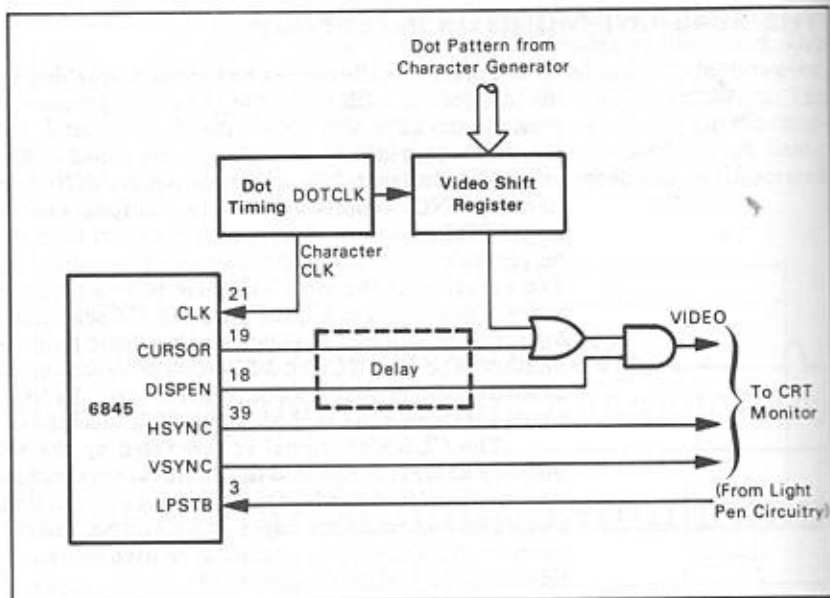 Dot Pattern from
Character Generator
Dot
Timing
DOTCLK
Video Shift
Register
Character
CLK
21
CLK
19
CURSOR
18
DISPEN
6845
39
HSYNC
VSYNC
3
LPSTB
Delay
VIDEO
To CRT
Monitor
(From Light
Pen Circuitry)